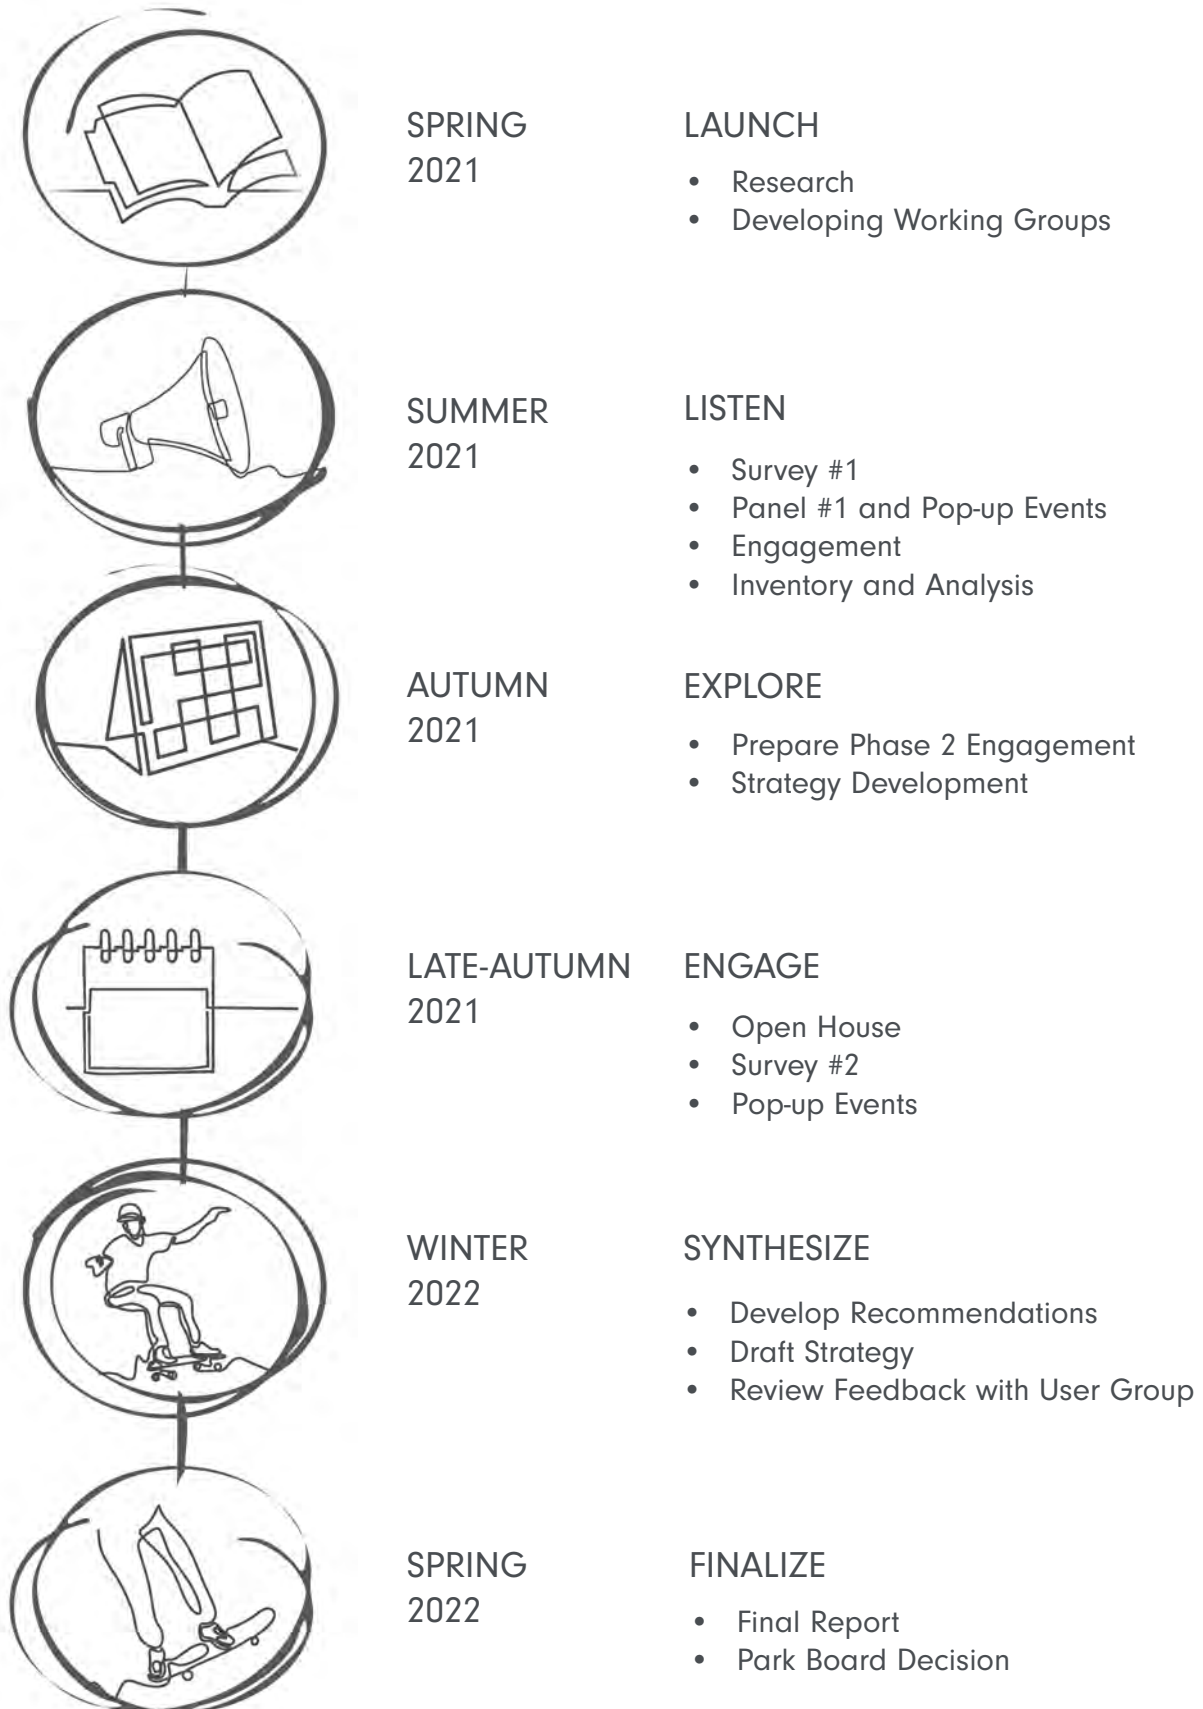 SPRING
2021
LAUNCH
• Research
• Developing Working Groups
SUMMER
2021
LISTEN
• Survey #1
• Panel #1 and Pop-up Events
• Engagement
• Inventory and Analysis
AUTUMN
2021
EXPLORE
• Prepare Phase 2 Engagement
• Strategy Development
LATE-AUTUMN
2021
ENGAGE
• Open House
• Survey #2
• Pop-up Events
WINTER
2022
SYNTHESIZE
• Develop Recommendations
• Draft Strategy
• Review Feedback with User Group
SPRING
2022
FINALIZE
• Final Report
• Park Board Decision